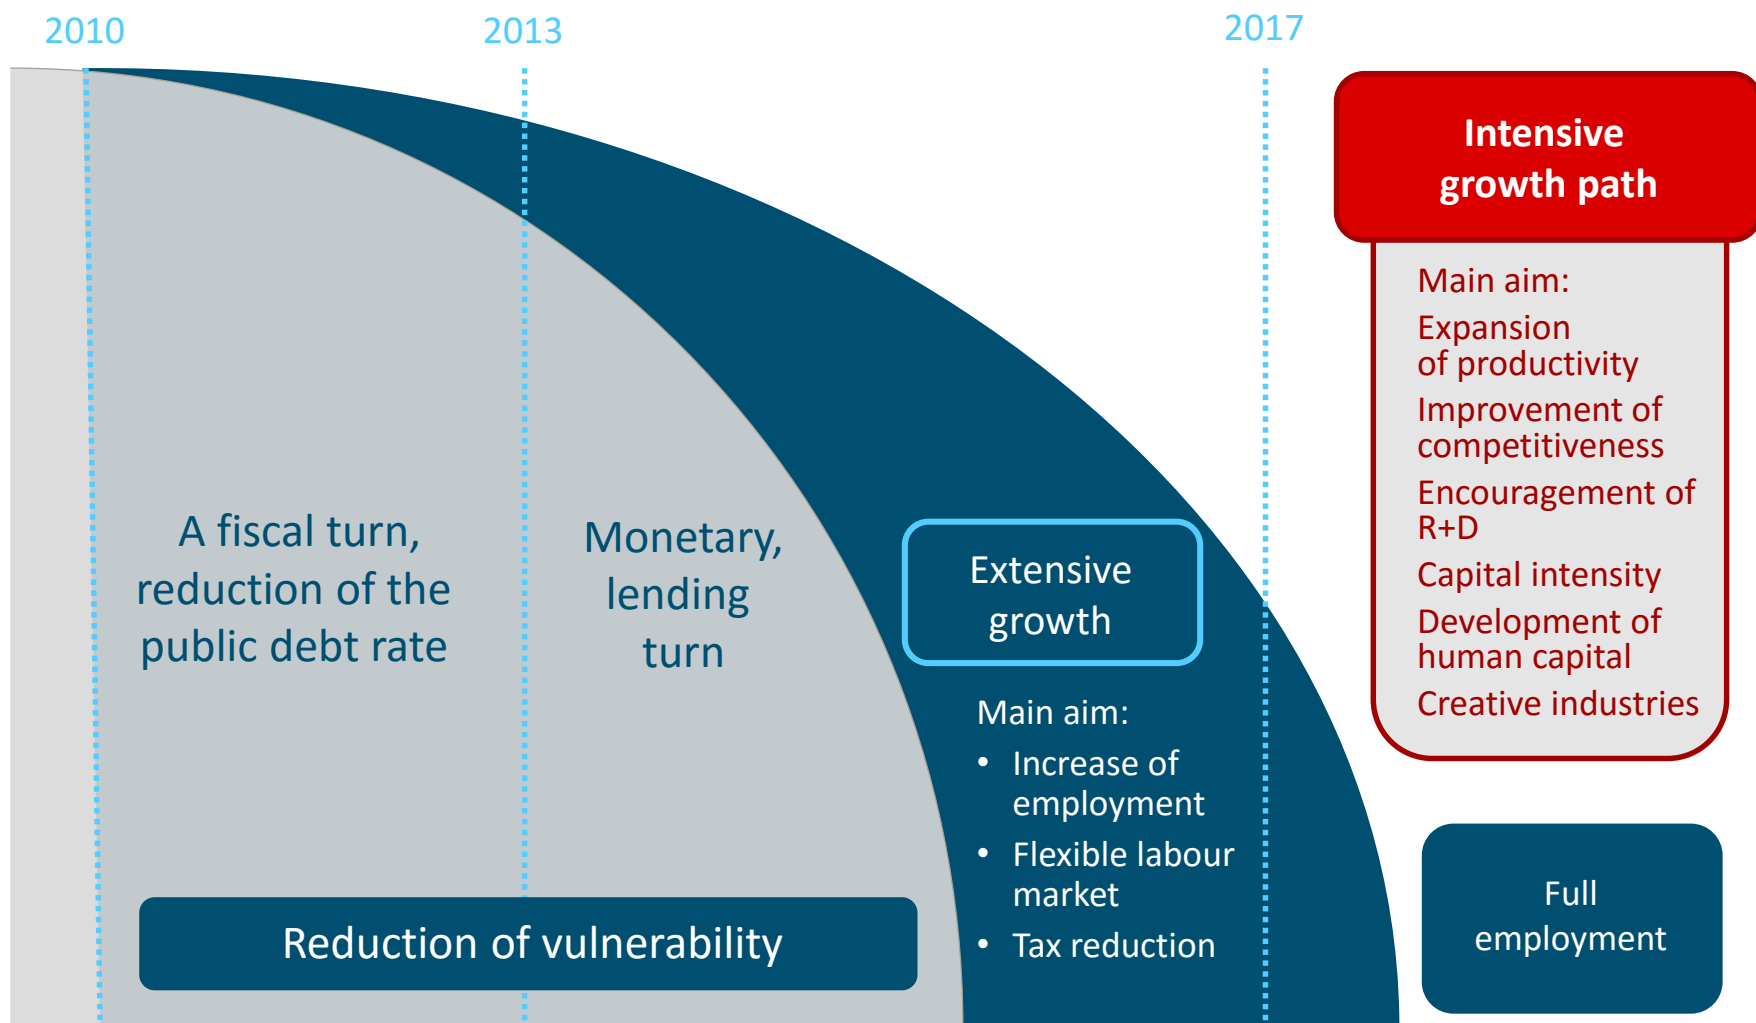 2010
2013
2017
A fiscal turn,
reduction of the
public debt rate
Monetary,
lending
turn
Reduction of vulnerability
Extensive
growth
Main aim:
• Increase of
employment
• Flexible labour
market
• Tax reduction
Intensive
growth path
Main aim:
Expansion
of productivity
Improvement of
competitiveness
Encouragement of
R+D
Capital intensity
Development of
human capital
Creative industries
Full
employment